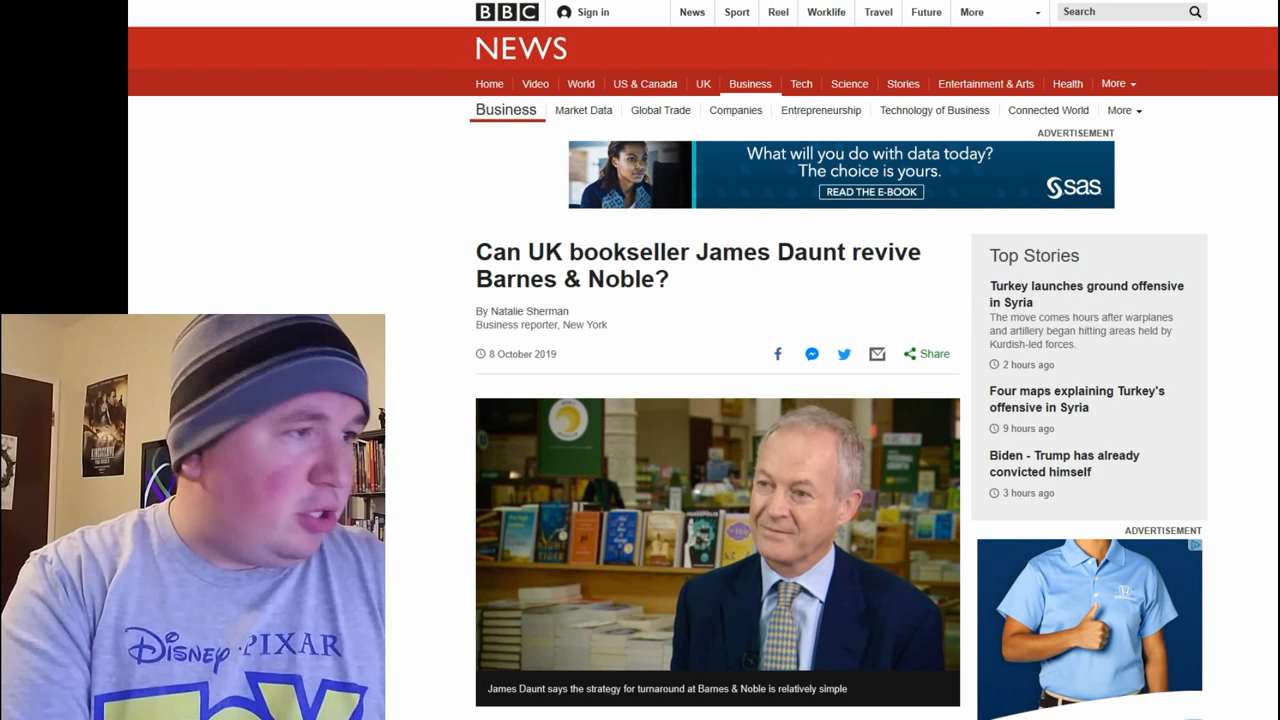 BBC Sign in News Sport Reel Worklife Travel Future More Search
NEWS
Home Video World US & Canada UK Business Tech Science Stories Entertainment & Arts Health More
Business Market Data Global Trade Companies Entrepreneurship Technology of Business Connected World More
ADVERTISEMENT
What will you do with data today?
The choice is yours.
READ THE E-BOOK
sas
Can UK bookseller James Daunt revive
Barnes & Noble?
By Natalie Sherman
Business reporter, New York
8 October 2019
Share
James Daunt says the strategy for turnaround at Barnes & Noble is relatively simple
Top Stories
Turkey launches ground offensive
in Syria
The move comes hours after warplanes
and artillery began hitting areas held by
Kurdish-led forces.
2 hours ago
Four maps explaining Turkey's
offensive in Syria
9 hours ago
Biden - Trump has already
convicted himself
3 hours ago
ADVERTISEMENT
DISNEY · PIXAR
TOY